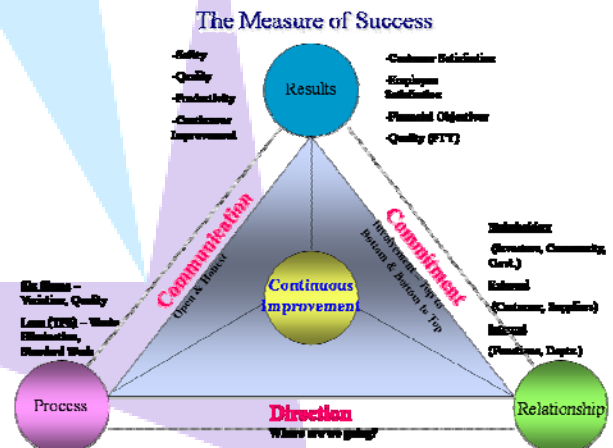 The Measure of Success
-Safety
-Quality
-Productivity
-Continuous
Improvement
Results
-Customer Satisfaction
-Employee
Satisfaction
-Financial Objectives
-Quality (FTT)
Communication
Open & Honest
Commitment
Involvement - Top to
Bottom & Bottom to Top
Stakeholders
(Investors, Community,
Govt.)
External
(Customer, Suppliers)
Internal
(Functions, Depts.)
Six Sigma –
Variation, Quality
Lean (TPS) – Waste
Elimination,
Standard Work
Continuous
Improvement
Process
Direction
Where are we going?
Relationship